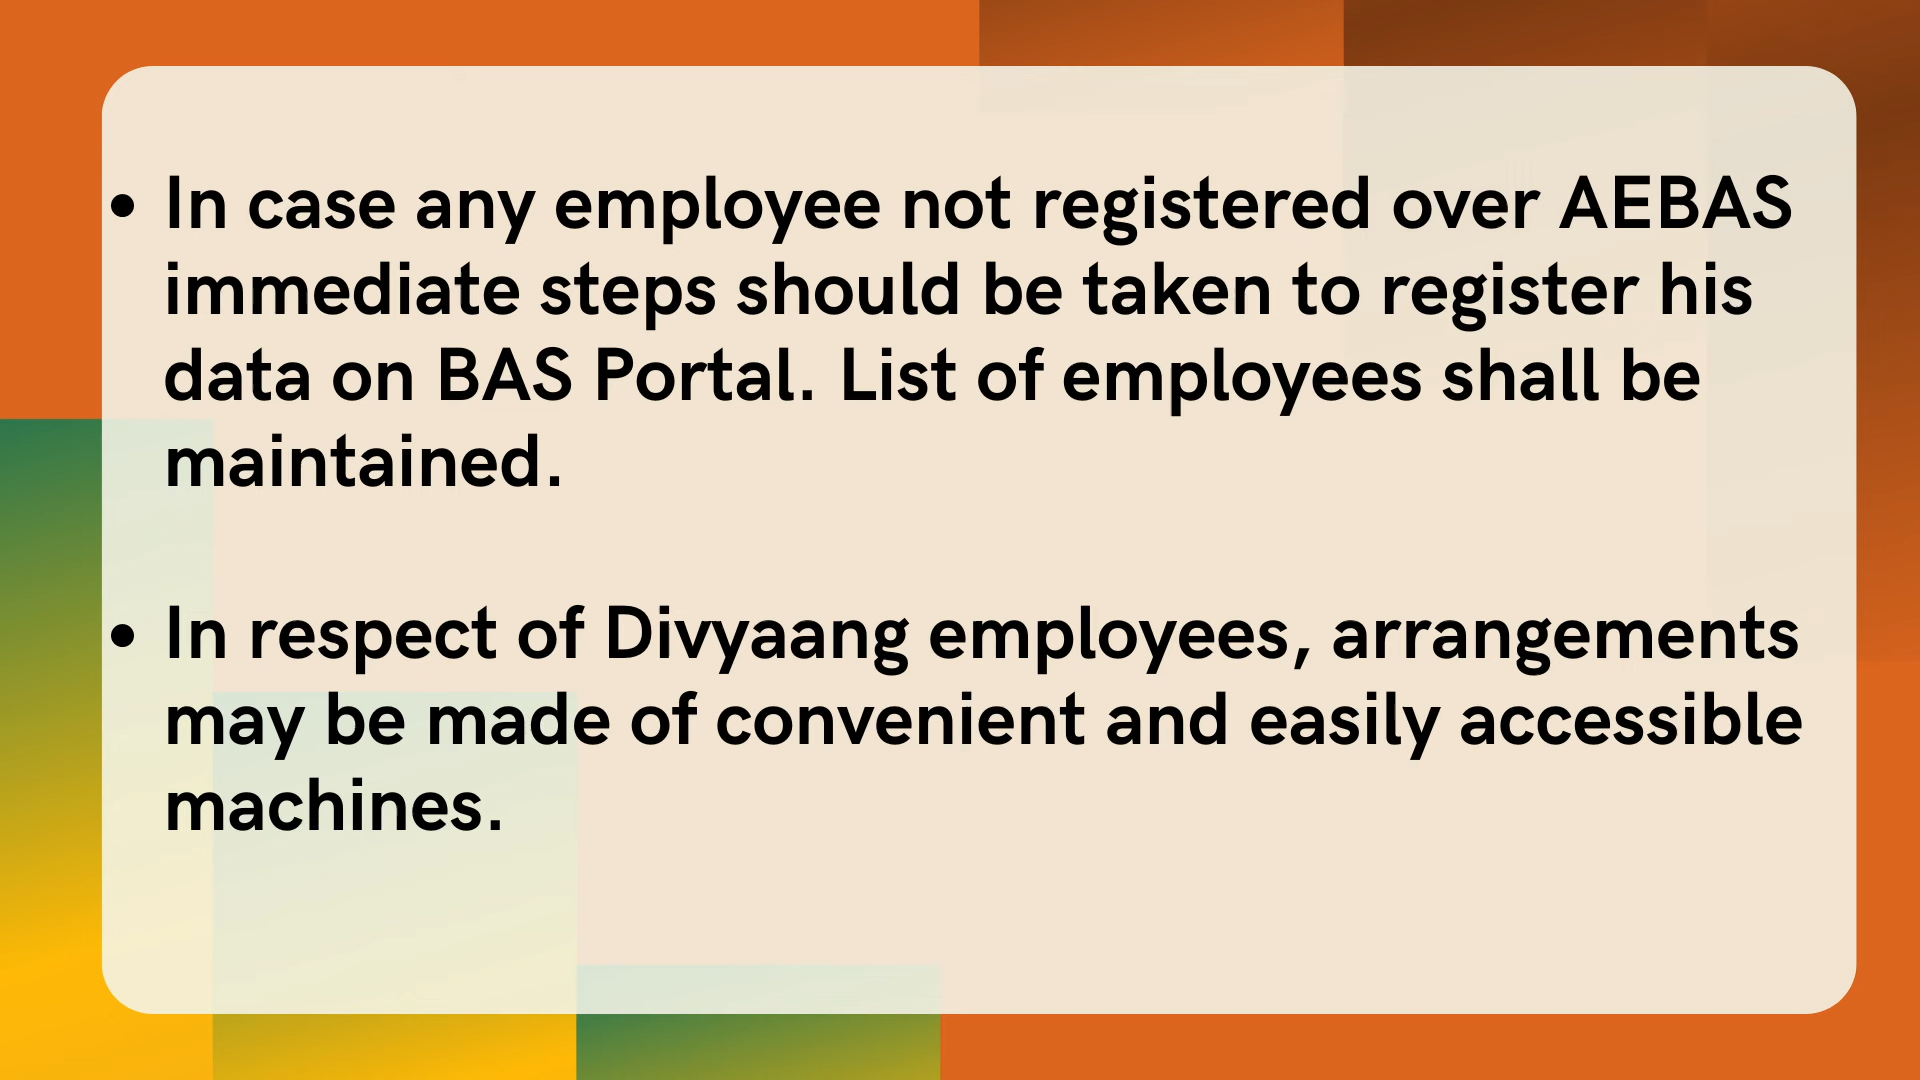 • In case any employee not registered over AEBAS
immediate steps should be taken to register his
data on BAS Portal. List of employees shall be
maintained.
• In respect of Divyaang employees, arrangements
may be made of convenient and easily accessible
machines.